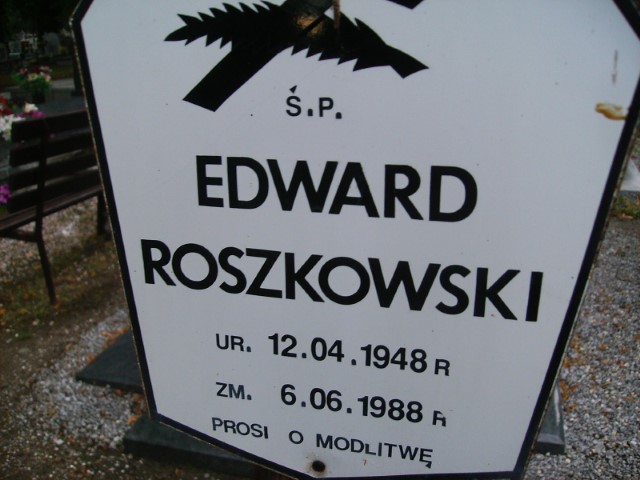 Ś.P.
EDWARD
ROSZKOWSKI
UR. 12.04.1948 R
ZM. 6.06.1988 R
PROSI O MODLITWĘ